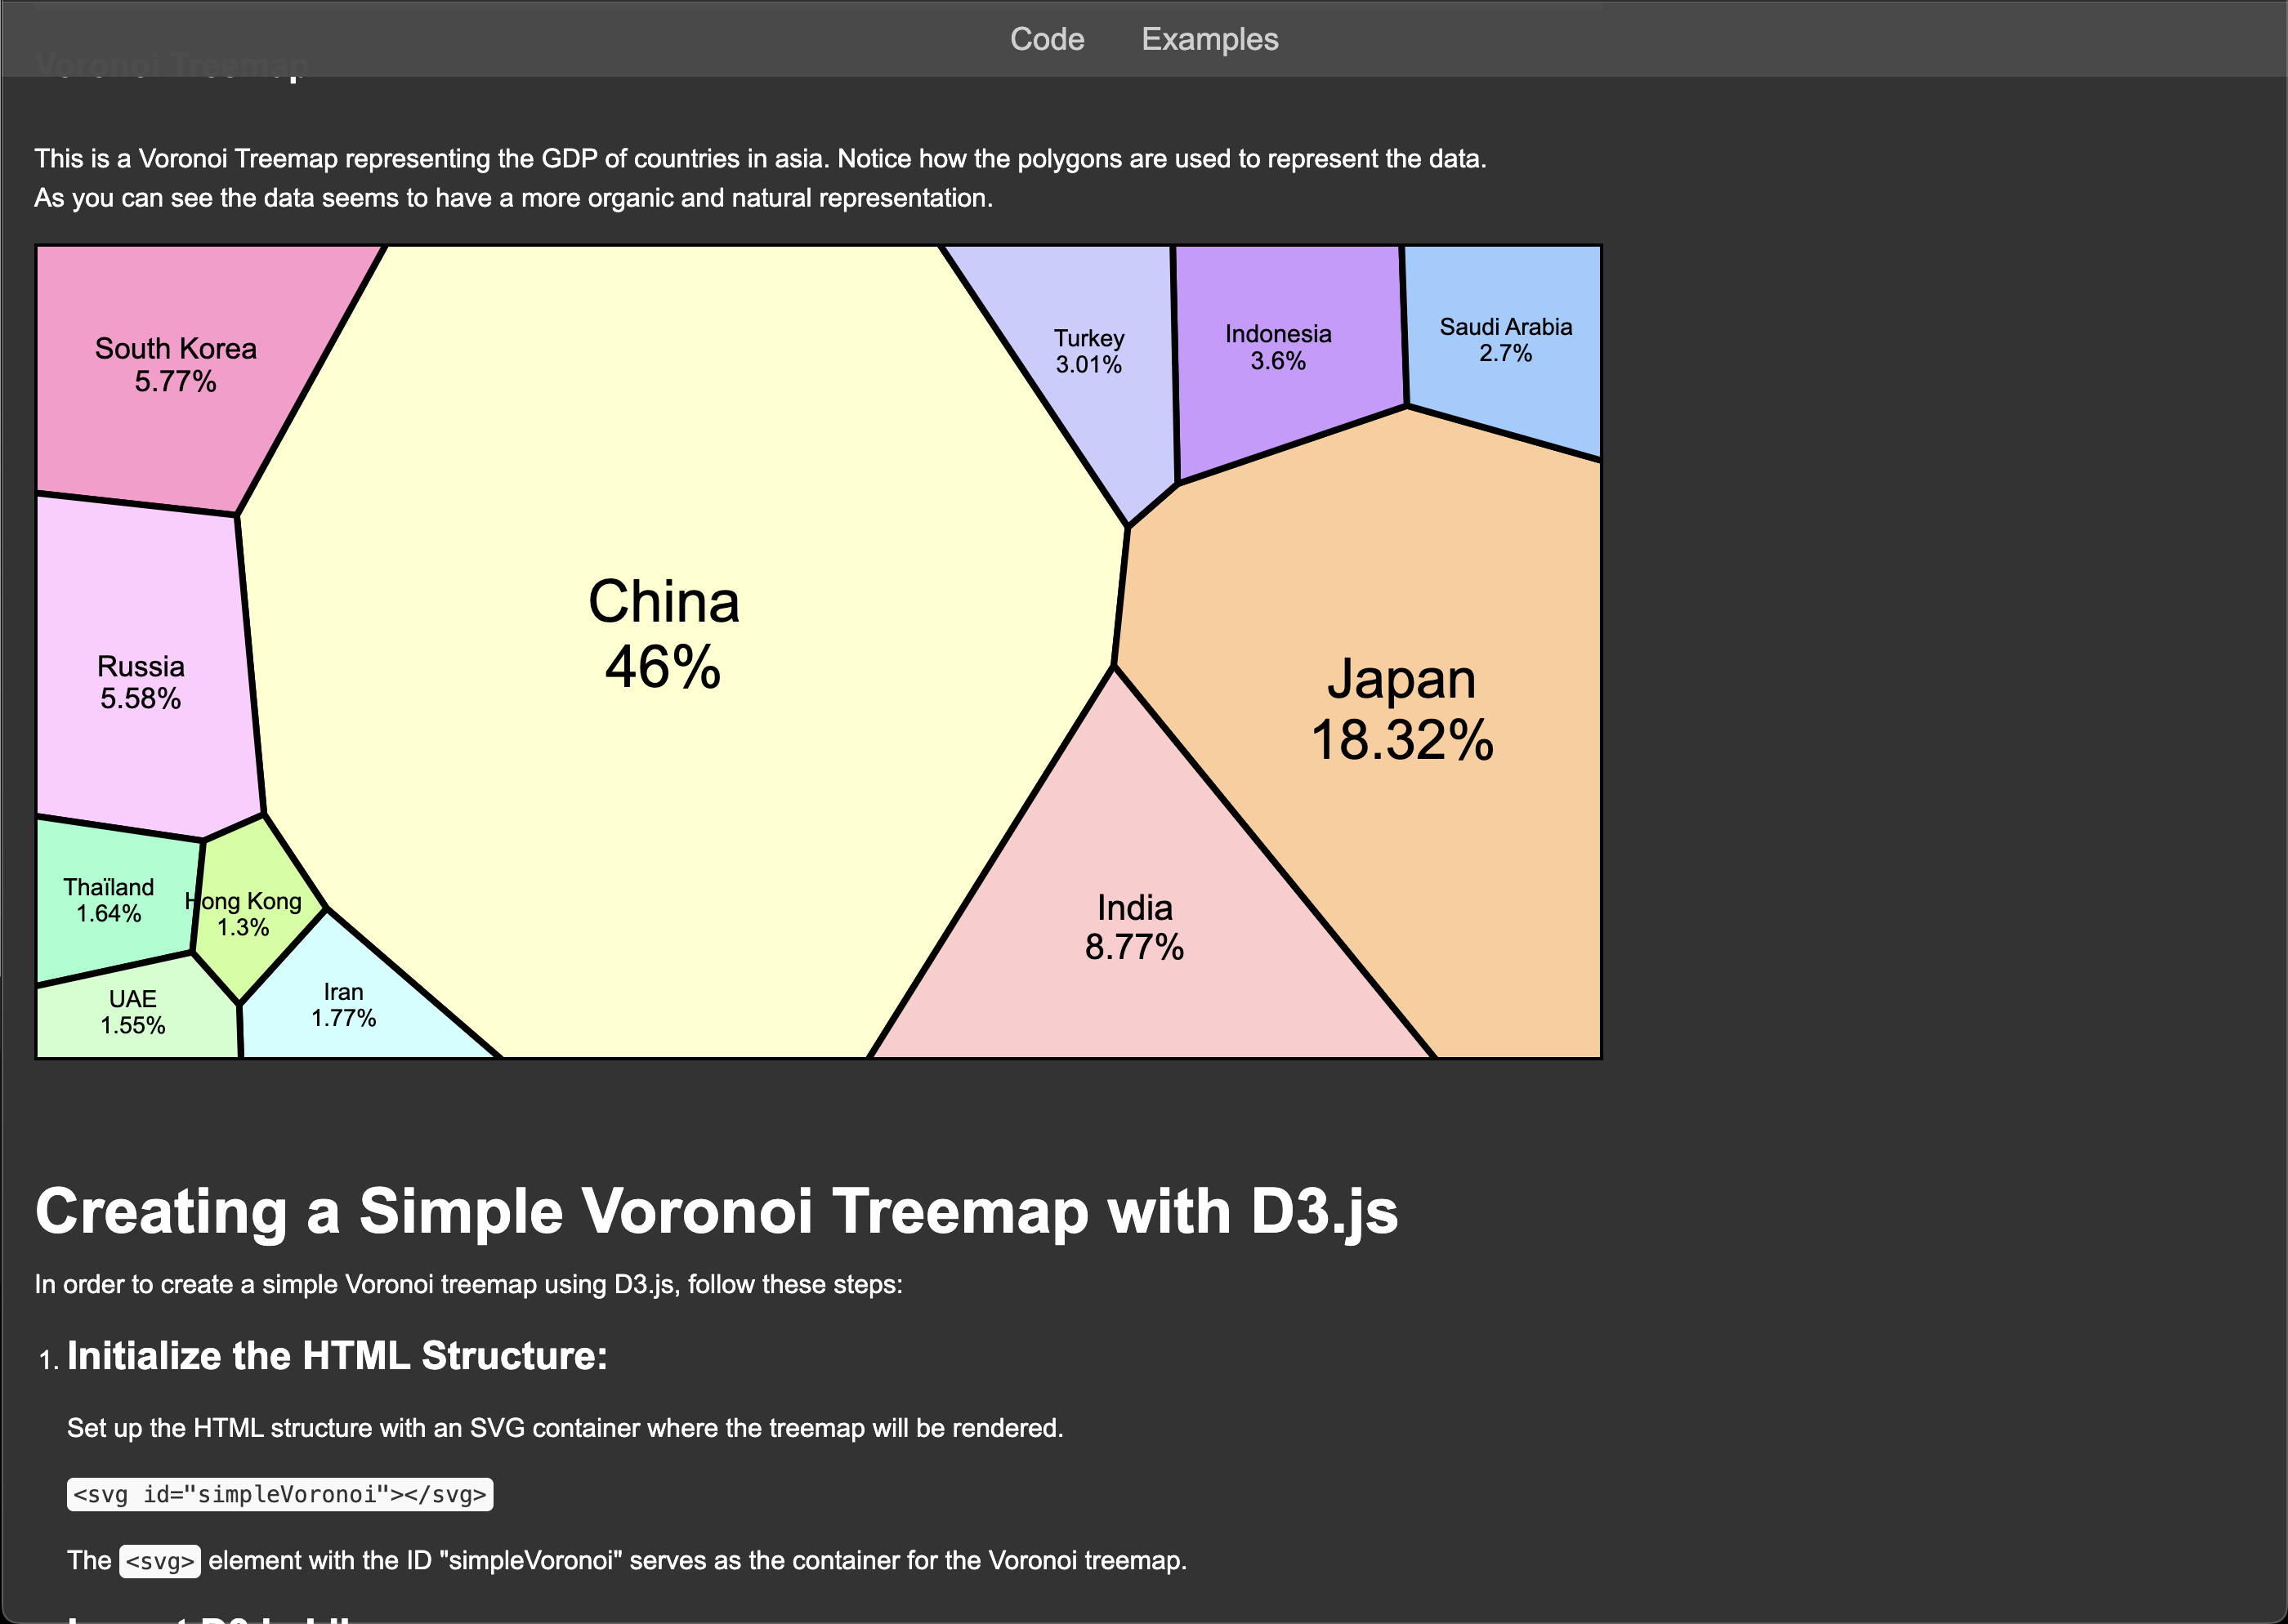 Code Examples
Voronoi Treemap
This is a Voronoi Treemap representing the GDP of countries in asia. Notice how the polygons are used to represent the data.
As you can see the data seems to have a more organic and natural representation.
South Korea
5.77%
Turkey
3.01%
Indonesia
3.6%
Saudi Arabia
2.7%
China
46%
Russia
5.58%
Japan
18.32%
Thaïland
1.64%
Hong Kong
1.3%
India
8.77%
UAE
1.55%
Iran
1.77%
Creating a Simple Voronoi Treemap with D3.js
In order to create a simple Voronoi treemap using D3.js, follow these steps:
1. Initialize the HTML Structure:
Set up the HTML structure with an SVG container where the treemap will be rendered.
<svg id="simpleVoronoi"></svg>
The <svg> element with the ID "simpleVoronoi" serves as the container for the Voronoi treemap.